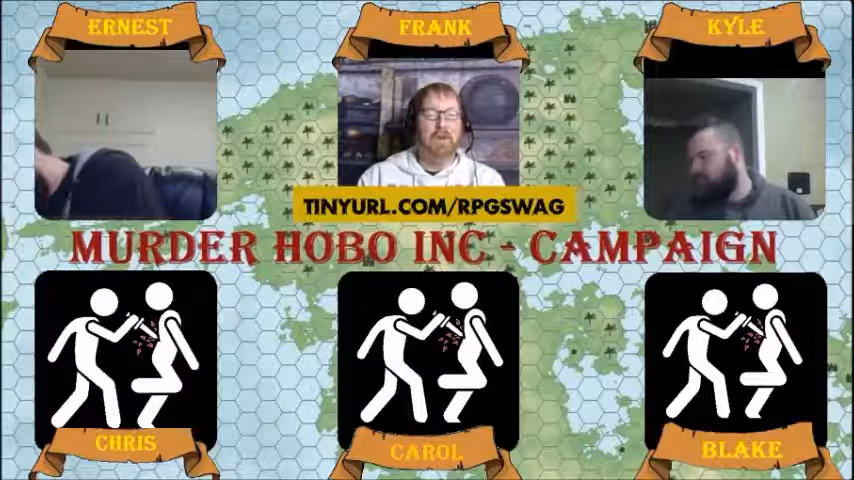 ERNEST
FRANK
KYLE
TINYURL.COM/RPGSWAG
MURDER HOBO INC - CAMPAIGN
CHRIS
CAROL
BLAKE